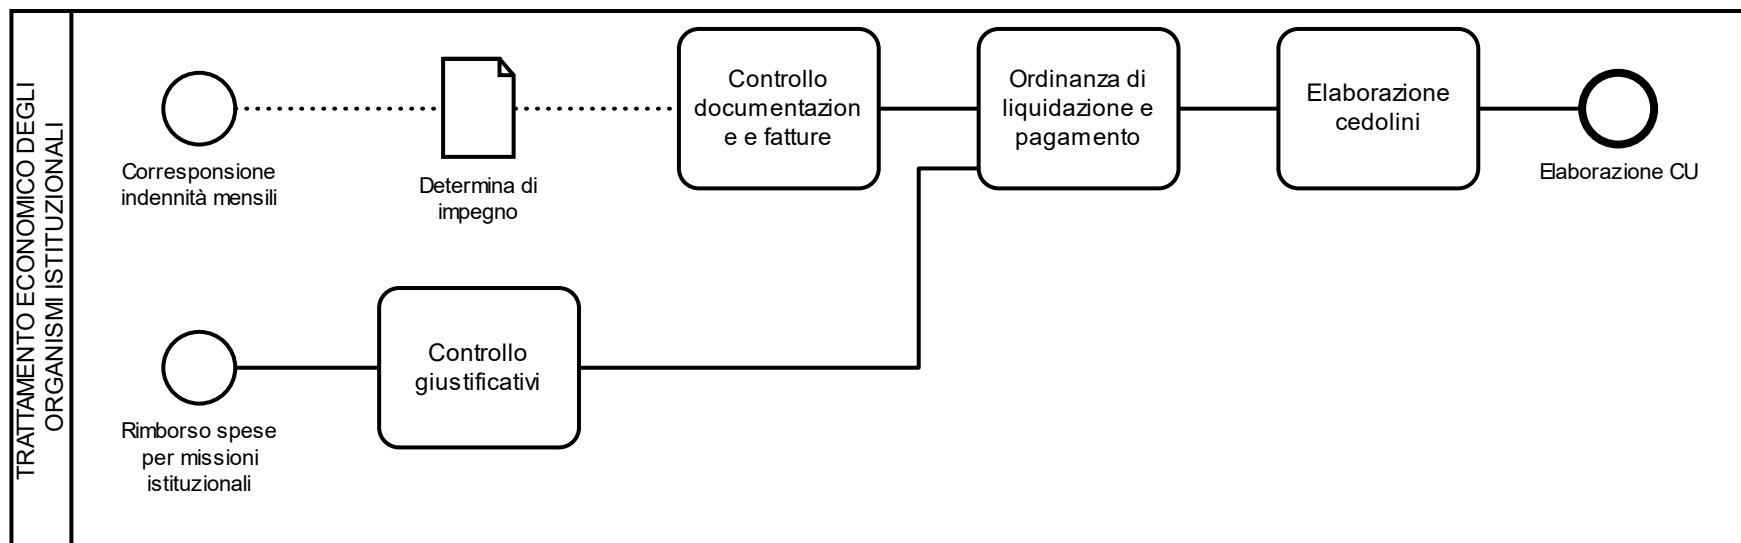 TRATTAMENTO ECONOMICO DEGLI
ORGANISMI ISTITUZIONALI
Corresponsione
indennità mensili
Determina di
impegno
Controllo
documentazion
e e fatture
Ordinanza di
liquidazione e
pagamento
Elaborazione
cedolini
Elaborazione CU
Rimborso spese
per missioni
istituzionali
Controllo
giustificativi